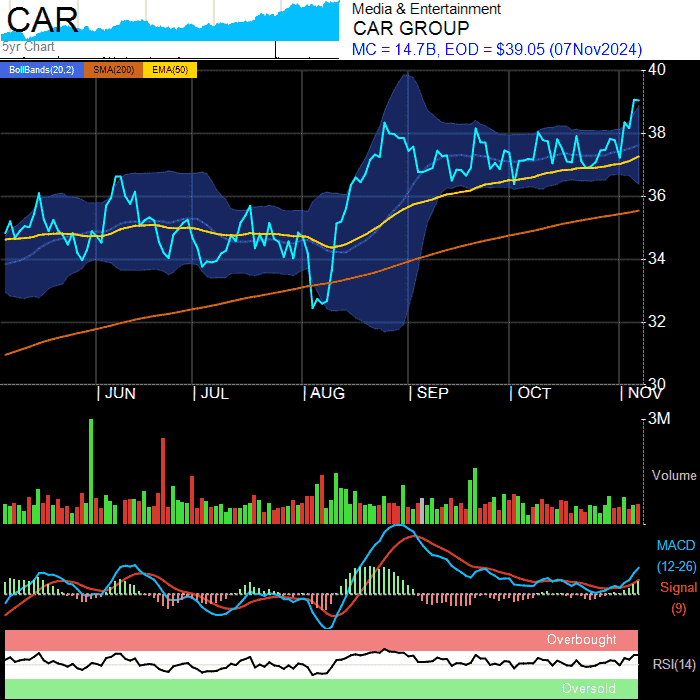 CAR
5yr Chart
Media & Entertainment
CAR GROUP
MC = 14.7B, EOD = $39.05 (07Nov2024)
BollBands(20,2) SMA(200) EMA(50)
40
38
36
34
32
30
JUN JUL AUG SEP OCT NOV
3M
Volume
MACD
(12-26)
Signal
(9)
Overbought
RSI(14)
Oversold